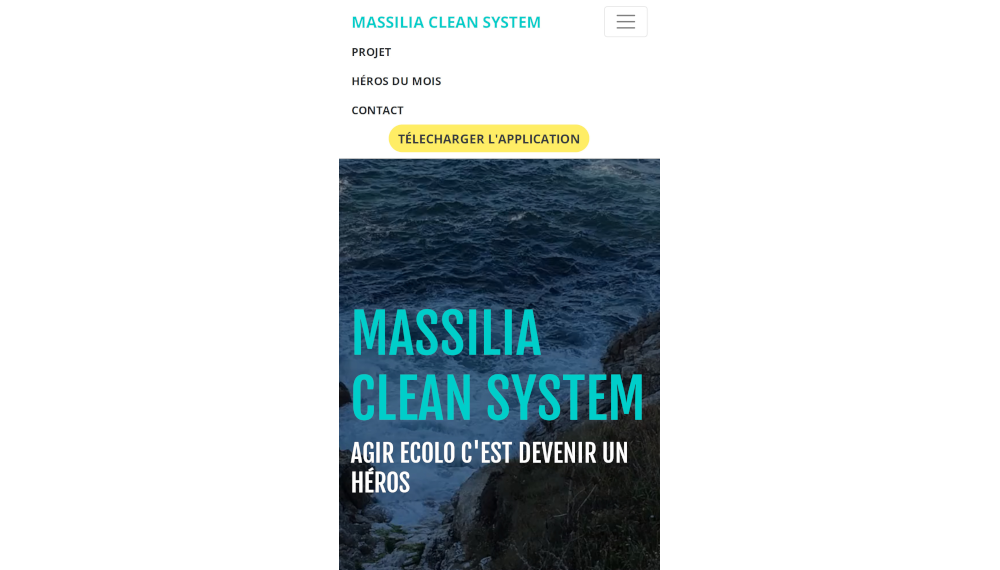 MASSILIA CLEAN SYSTEM
PROJET
HÉROS DU MOIS
CONTACT
TÉLECHARGER L'APPLICATION
MASSILIA
CLEAN SYSTEM
AGIR ECOLO C'EST DEVENIR UN
HÉROS